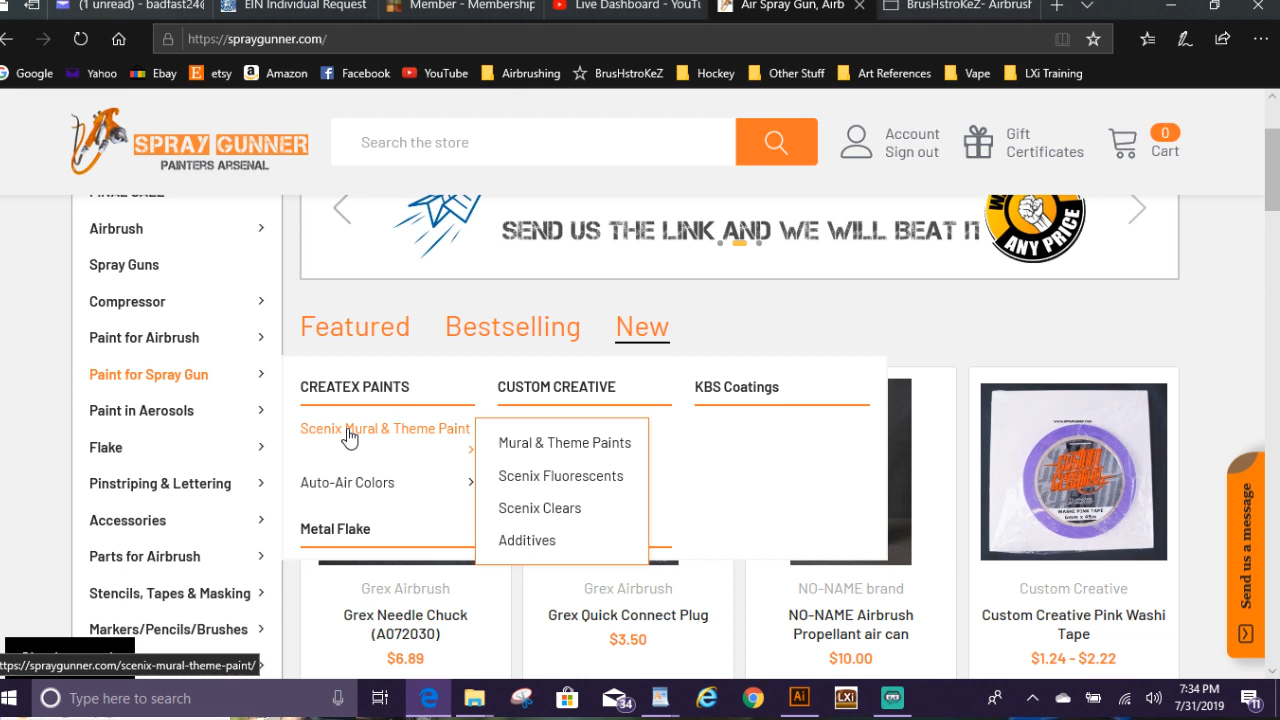 1) - badfast24(
EIN Individual Request
Member - Membership
Live Dashboard - YouTu
Air Spray Gun, Airb
BrusHstroKeZ- Airbrush
https://spraygunner.com/
Google
Yahoo
Ebay
etsy
Amazon
Facebook
YouTube
Airbrushing
BrusHstroKeZ
Hockey
Other Stuff
Art References
Vape
LXi Training
SPRAY GUNNER
PAINTERS ARSENAL
Search the store
Account
Sign out
Gift
Certificates
0
Cart
SEND US THE LINK AND WE WILL BEAT IT
ANY PRICE
FINAL SALE
Airbrush
Spray Guns
Compressor
Paint for Airbrush
Paint for Spray Gun
Paint in Aerosols
Flake
Pinstriping & Lettering
Accessories
Parts for Airbrush
Stencils, Tapes & Masking
Markers/Pencils/Brushes
Featured
Bestselling
New
CREATEX PAINTS
Scenix Mural & Theme Paint
Auto-Air Colors
Metal Flake
CUSTOM CREATIVE
Mural & Theme Paints
Scenix Fluorescents
Scenix Clears
Additives
KBS Coatings
Grex Airbrush
Grex Needle Chuck
(A072030)
$6.89
Grex Airbrush
Grex Quick Connect Plug
$3.50
NO-NAME brand
NO-NAME Airbrush
Propellant air can
$10.00
Custom Creative
Custom Creative Pink Washi
Tape
$1.24 - $2.22
Send us a message
ttps://spraygunner.com/scenix-mural-theme-paint/
Type here to search
34
Ai
LXi
7:34 PM
7/31/2019
11